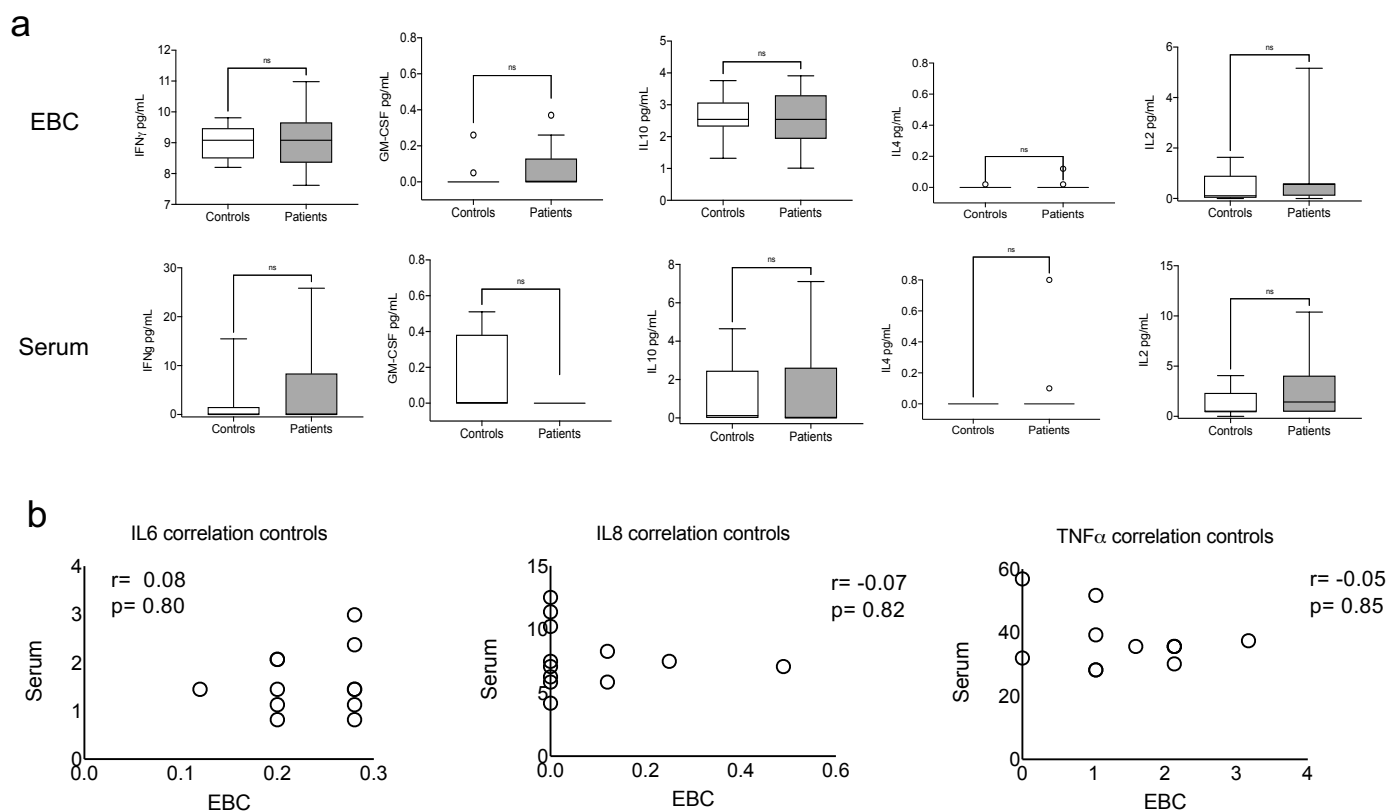 a
EBC
IFNγ pg/mL
12
11
10
9
8
7
ns
Controls
Patients
GM-CSF pg/mL
0.8
0.6
0.4
0.2
0.0
ns
Controls
Patients
IL10 pg/mL
5
4
3
2
1
0
ns
Controls
Patients
IL4 pg/mL
0.8
0.6
0.4
0.2
0.0
ns
Controls
Patients
IL2 pg/mL
6
4
2
0
ns
Controls
Patients
Serum
IFNg pg/mL
30
20
10
0
ns
Controls
Patients
GM-CSF pg/mL
0.8
0.6
0.4
0.2
0.0
ns
Controls
Patients
IL10 pg/mL
8
6
4
2
0
ns
Controls
Patients
IL4 pg/mL
0.8
0.6
0.4
0.2
0.0
ns
Controls
Patients
IL2 pg/mL
15
10
5
0
ns
Controls
Patients
b
IL6 correlation controls
r= 0.08
p= 0.80
Serum
4
3
2
1
0
0.0
0.1
0.2
0.3
EBC
IL8 correlation controls
r= -0.07
p= 0.82
Serum
15
10
5
0
0.0
0.2
0.4
0.6
EBC
TNFα correlation controls
r= -0.05
p= 0.85
Serum
60
40
20
0
0
1
2
3
4
EBC